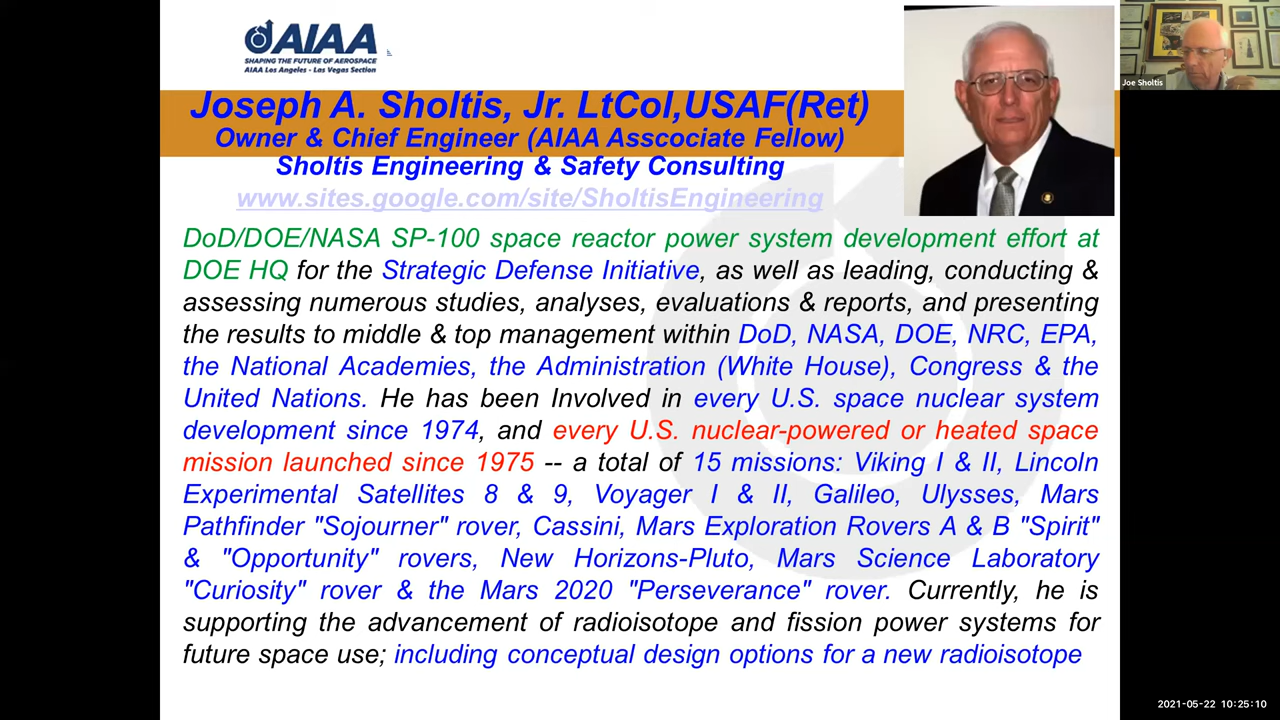 AIAA
SHAPING THE FUTURE OF AEROSPACE
AIAA Los Angeles - Las Vegas Section
Joe Sholtis
Joseph A. Sholtis, Jr. LtCol,USAF(Ret)
Owner & Chief Engineer (AIAA Asscociate Fellow)
Sholtis Engineering & Safety Consulting
www.sites.google.com/site/SholtisEngineering
DoD/DOE/NASA SP-100 space reactor power system development effort at
DOE HQ for the Strategic Defense Initiative, as well as leading, conducting &
assessing numerous studies, analyses, evaluations & reports, and presenting
the results to middle & top management within DoD, NASA, DOE, NRC, EPA,
the National Academies, the Administration (White House), Congress & the
United Nations. He has been Involved in every U.S. space nuclear system
development since 1974, and every U.S. nuclear-powered or heated space
mission launched since 1975 -- a total of 15 missions: Viking I & II, Lincoln
Experimental Satellites 8 & 9, Voyager I & II, Galileo, Ulysses, Mars
Pathfinder "Sojourner" rover, Cassini, Mars Exploration Rovers A & B "Spirit"
& "Opportunity" rovers, New Horizons-Pluto, Mars Science Laboratory
"Curiosity" rover & the Mars 2020 "Perseverance" rover. Currently, he is
supporting the advancement of radioisotope and fission power systems for
future space use; including conceptual design options for a new radioisotope
2021-05-22 10:25:10